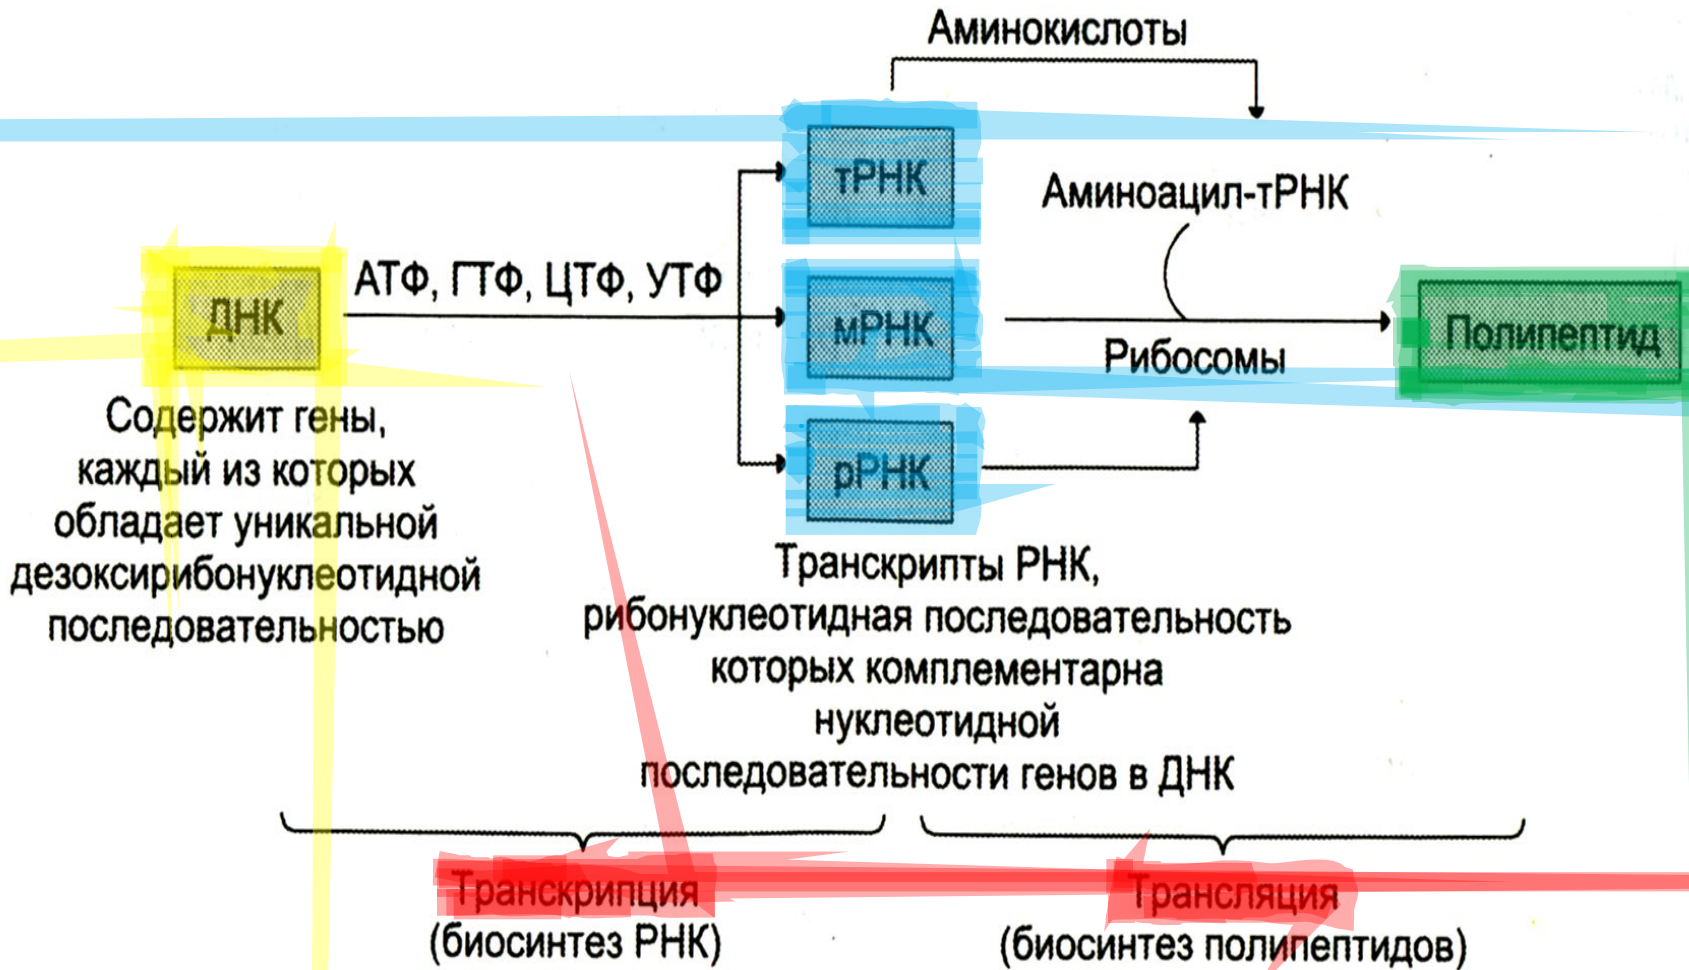 Аминокислоты
тРНК
Аминоацил-тРНК
ДНК
АТФ, ГТФ, ЦТФ, УТФ
мРНК
Рибосомы
Полипептид
рРНК
Содержит гены,
каждый из которых
обладает уникальной
дезоксирибонуклеотидной
последовательностью
Транскрипты РНК,
рибонуклеотидная последовательность
которых комплементарна
нуклеотидной
последовательности генов в ДНК
Транскрипция
(биосинтез РНК)
Трансляция
(биосинтез полипептидов)